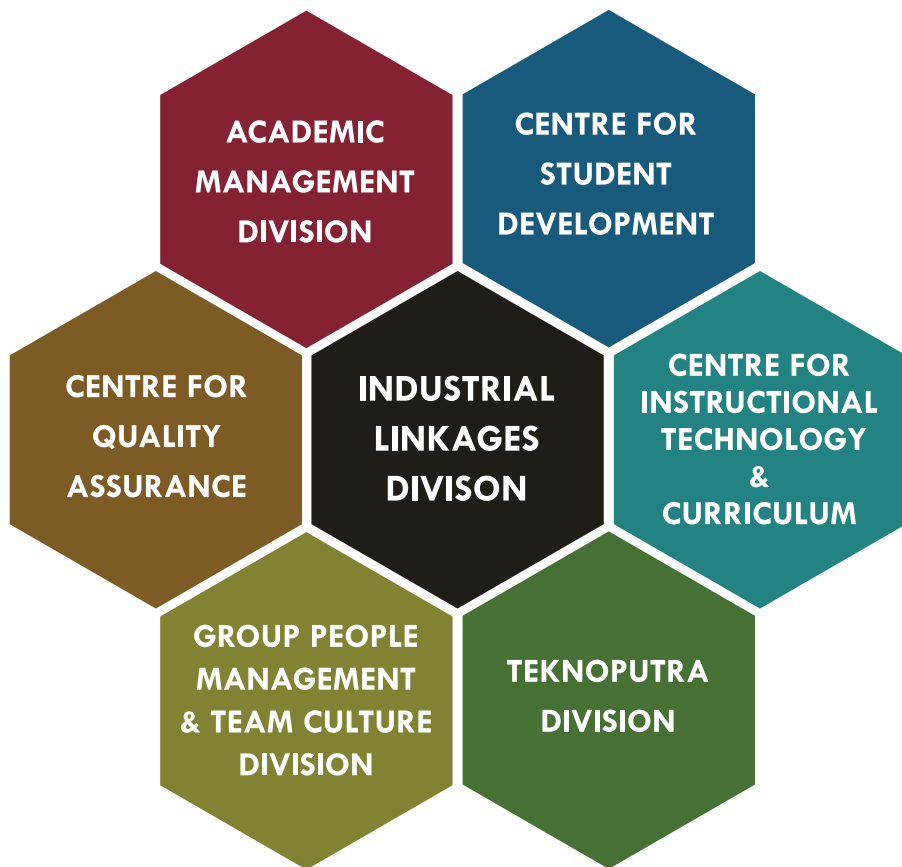 ACADEMIC
MANAGEMENT
DIVISION
CENTRE FOR
STUDENT
DEVELOPMENT
CENTRE FOR
QUALITY
ASSURANCE
INDUSTRIAL
LINKAGES
DIVISON
CENTRE FOR
INSTRUCTIONAL
TECHNOLOGY
&
CURRICULUM
GROUP PEOPLE
MANAGEMENT
& TEAM CULTURE
DIVISION
TEKNOPUTRA
DIVISION